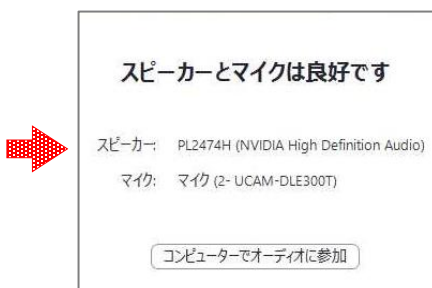 スピーカーとマイクは良好です
スピーカー: PL2474H (NVIDIA High Definition Audio)
マイク: マイク (2- UCAM-DLE300T)
コンピューターでオーディオに参加